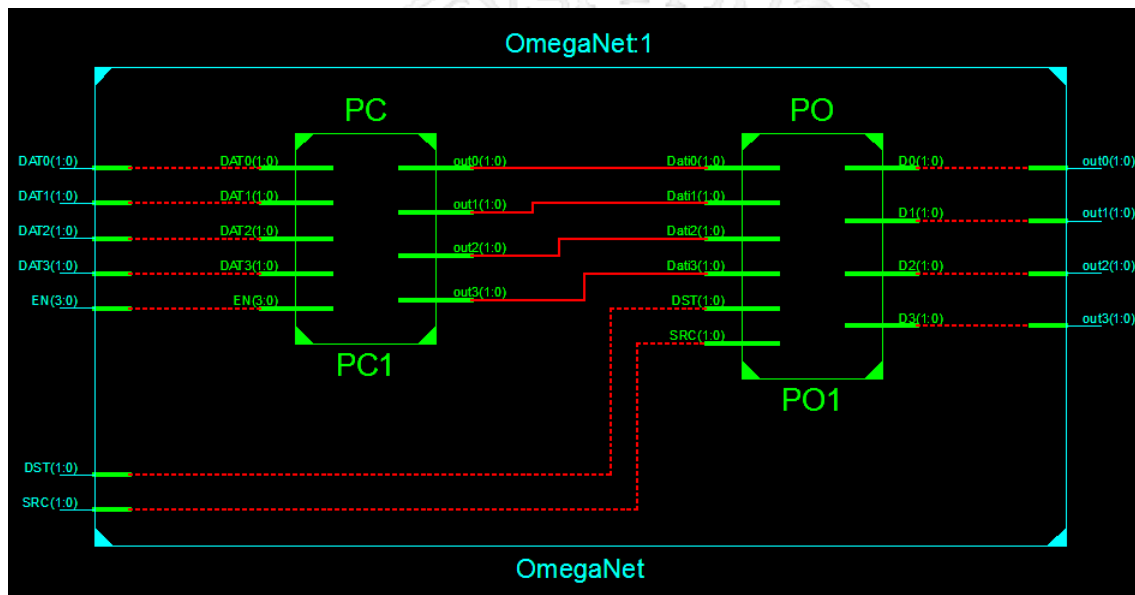 OmegaNet:1
PC
PO
DAT0(1:0)
DAT0(1:0)
out0(1:0)
Dati0(1:0)
D0(1:0)
out0(1:0)
DAT1(1:0)
DAT1(1:0)
out1(1:0)
Dati1(1:0)
D1(1:0)
out1(1:0)
DAT2(1:0)
DAT2(1:0)
out2(1:0)
Dati2(1:0)
D2(1:0)
out2(1:0)
DAT3(1:0)
DAT3(1:0)
out3(1:0)
Dati3(1:0)
D3(1:0)
out3(1:0)
EN(3:0)
EN(3:0)
DST(1:0)
SRC(1:0)
PC1
PO1
DST(1:0)
SRC(1:0)
OmegaNet